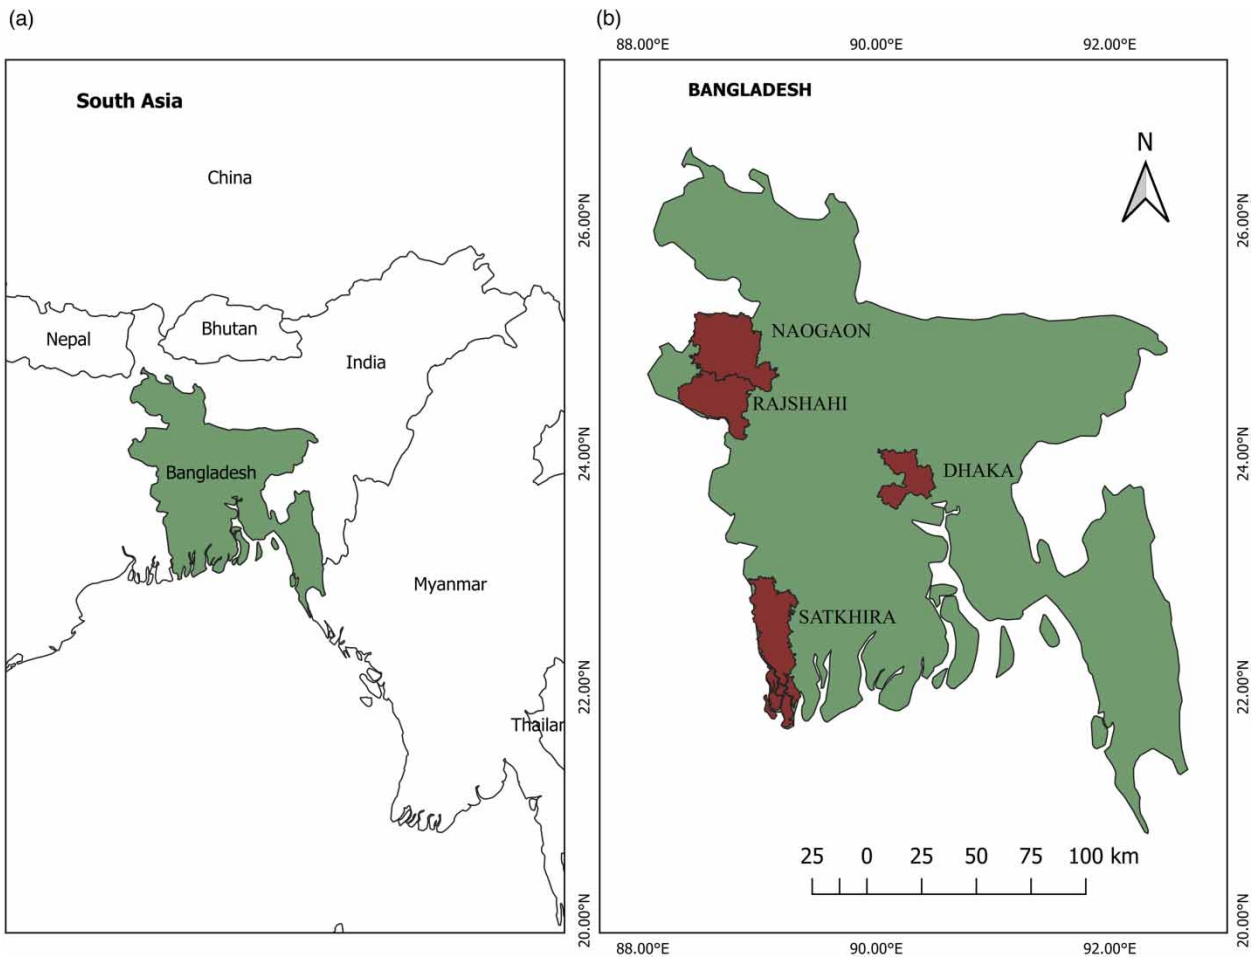 (a)
South Asia
China
Nepal
Bhutan
India
Bangladesh
Myanmar
Thailar
(b)
88.00°E 90.00°E 92.00°E
BANGLADESH
N
26.00°N 26.00°N
NAOGAON
RAJSHAHI
24.00°N 24.00°N
DHAKA
SATKHIRA
22.00°N 22.00°N
25 0 25 50 75 100 km
20.00°N 20.00°N
88.00°E 90.00°E 92.00°E